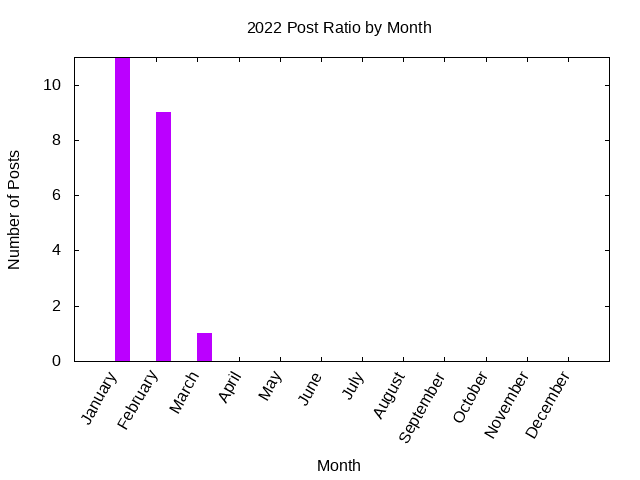 2022 Post Ratio by Month
Number of Posts
10
8
6
4
2
0
January
February
March
April
May
June
July
August
September
October
November
December
Month